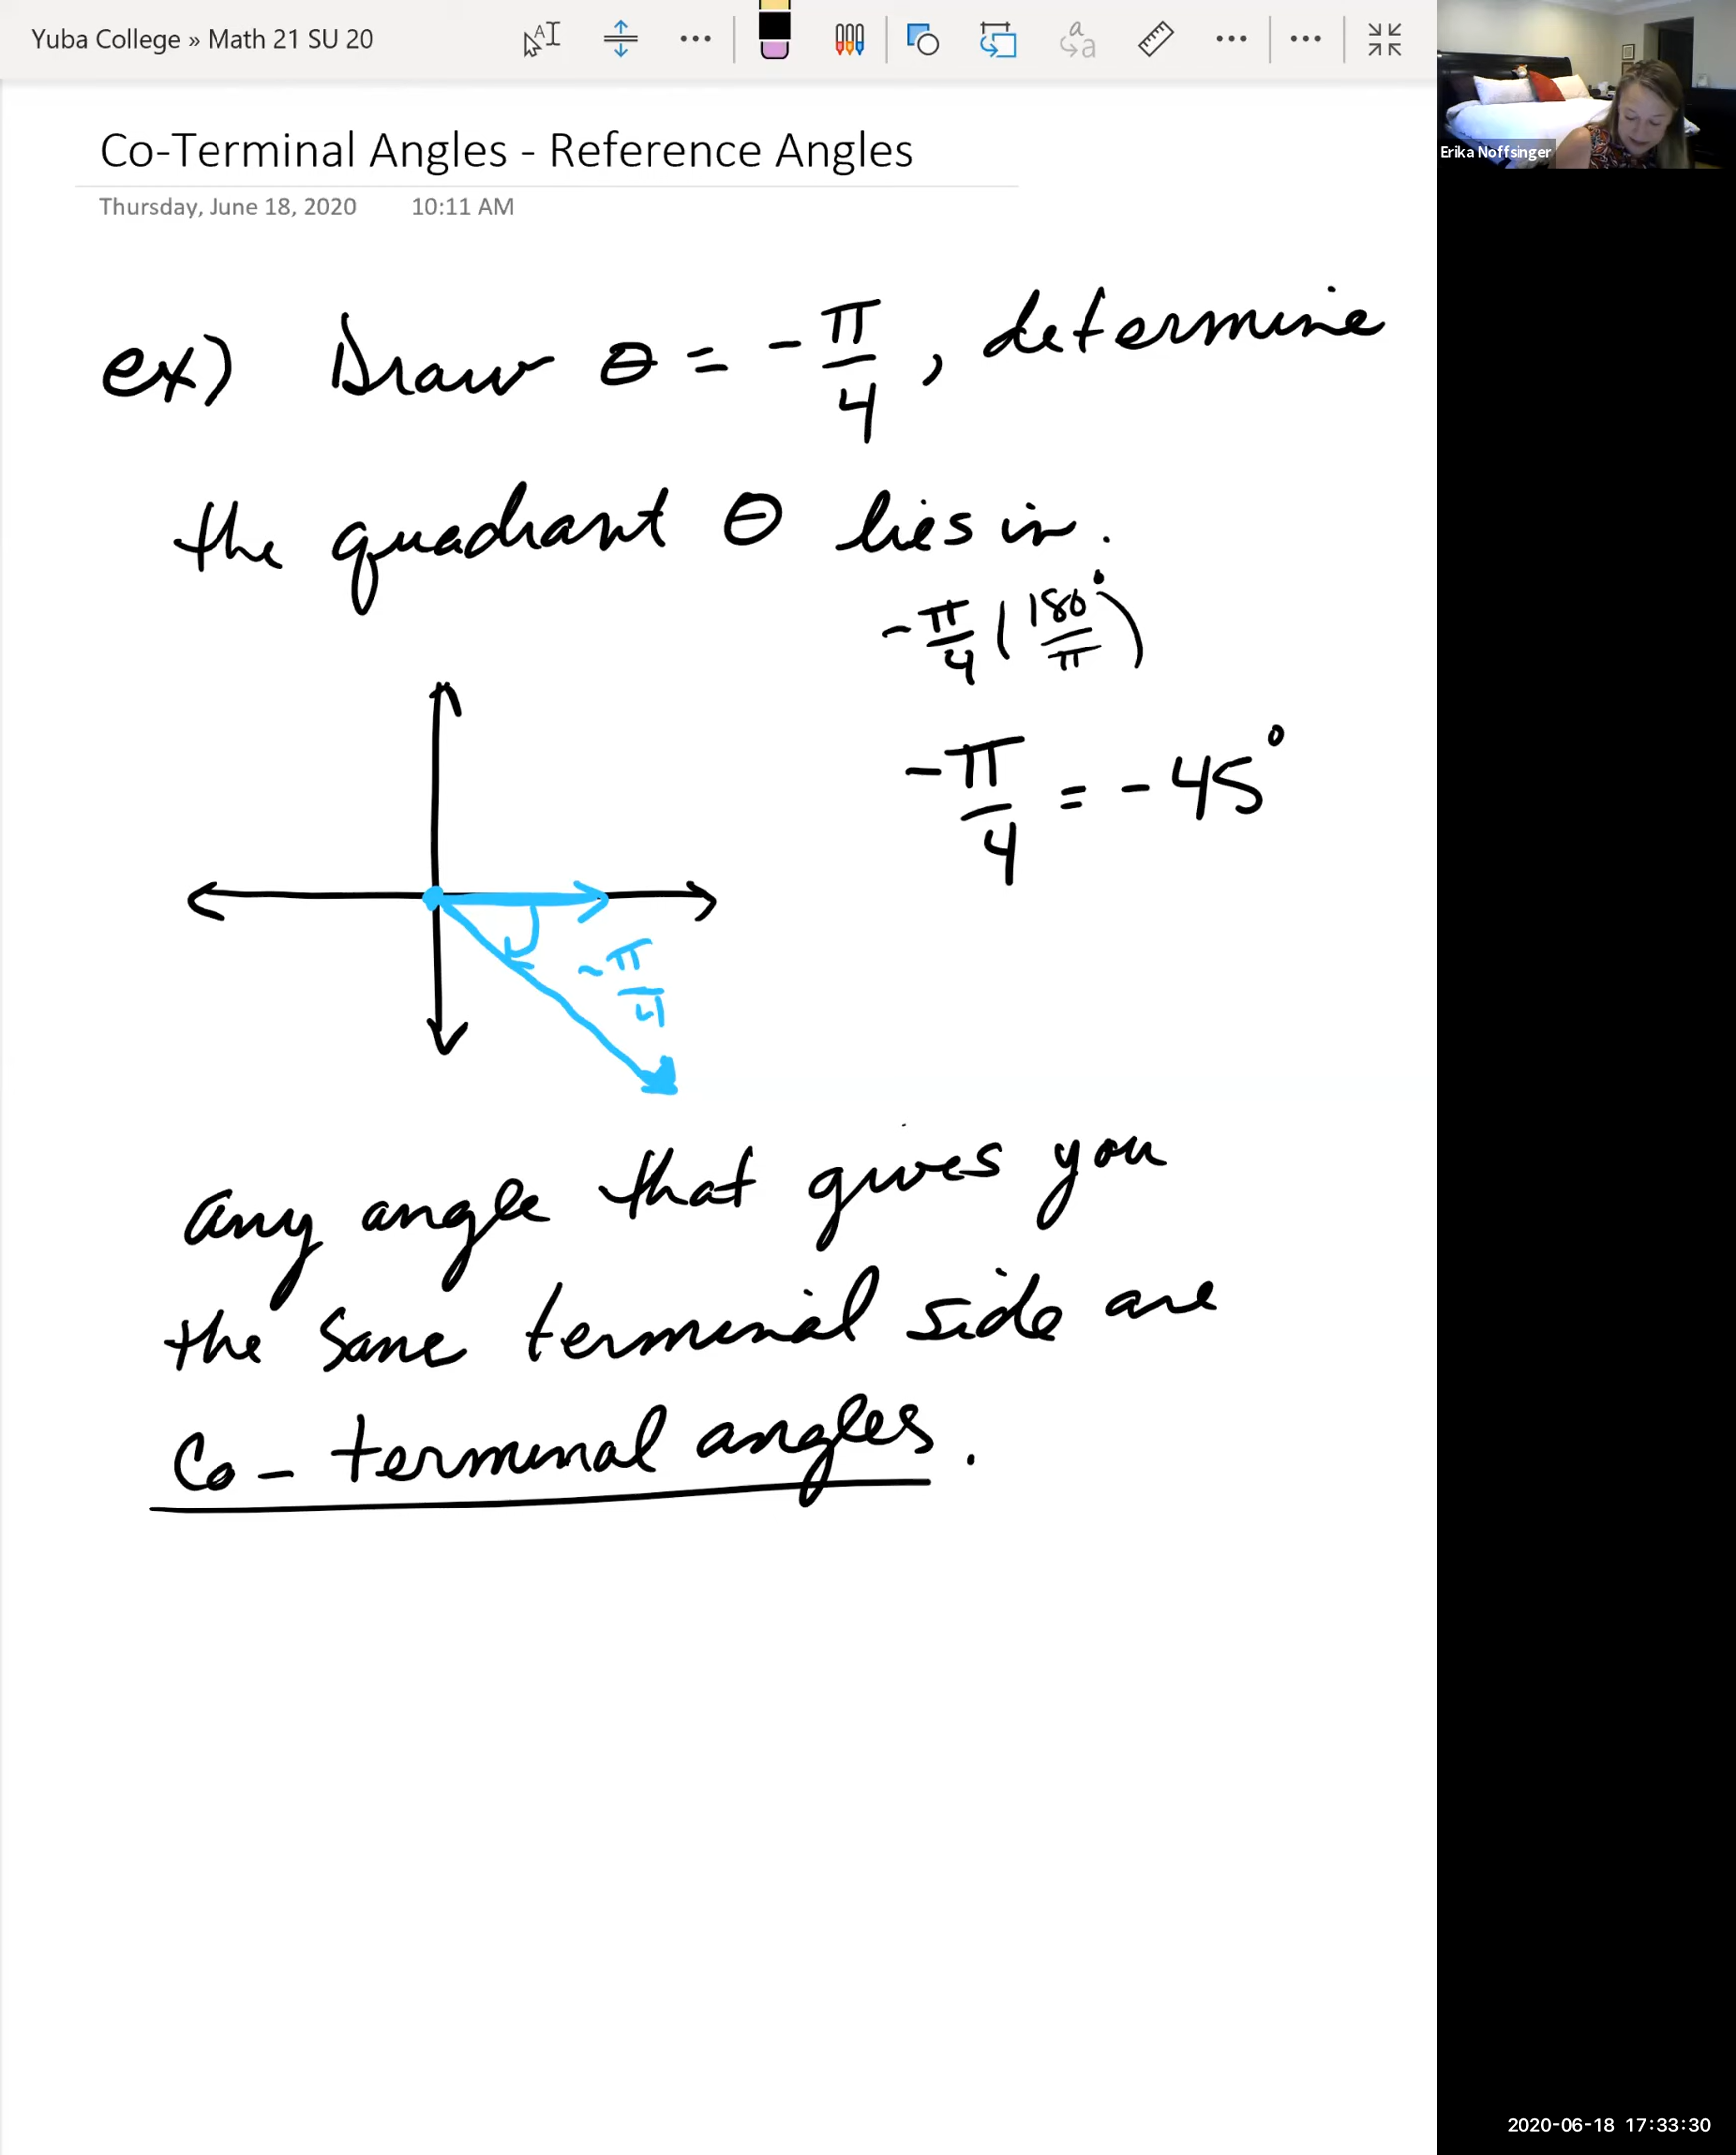 Yuba College » Math 21 SU 20
Erika Noffsinger
Co-Terminal Angles - Reference Angles
Thursday, June 18, 2020 10:11 AM
ex) Draw θ = -π/4, determine
the quadrant θ lies in.
-π/4 (180°/π)
-π/4 = -45°
-π/4
any angle that gives you
the same terminal side are
Co-terminal angles.
2020-06-18 17:33:30